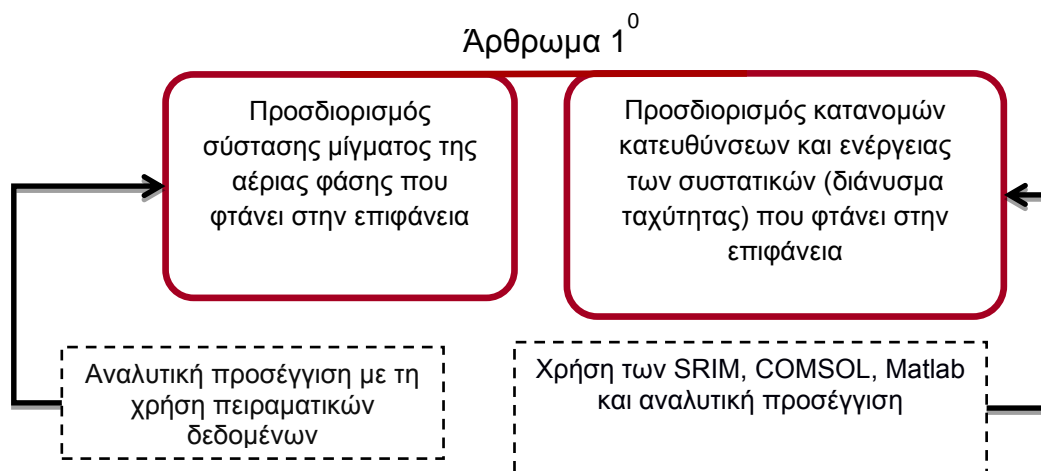 Άρθρωμα 1⁰
Προσδιορισμός
σύστασης μίγματος της
αέριας φάσης που
φτάνει στην επιφάνεια
Προσδιορισμός κατανομών
κατευθύνσεων και ενέργειας
των συστατικών (διάνυσμα
ταχύτητας) που φτάνει στην
επιφάνεια
Αναλυτική προσέγγιση με τη
χρήση πειραματικών
δεδομένων
Χρήση των SRIM, COMSOL, Matlab
και αναλυτική προσέγγιση